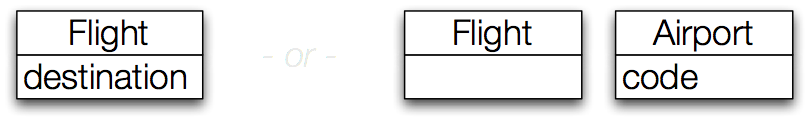 Flight
destination
- or -
Flight
Airport
code